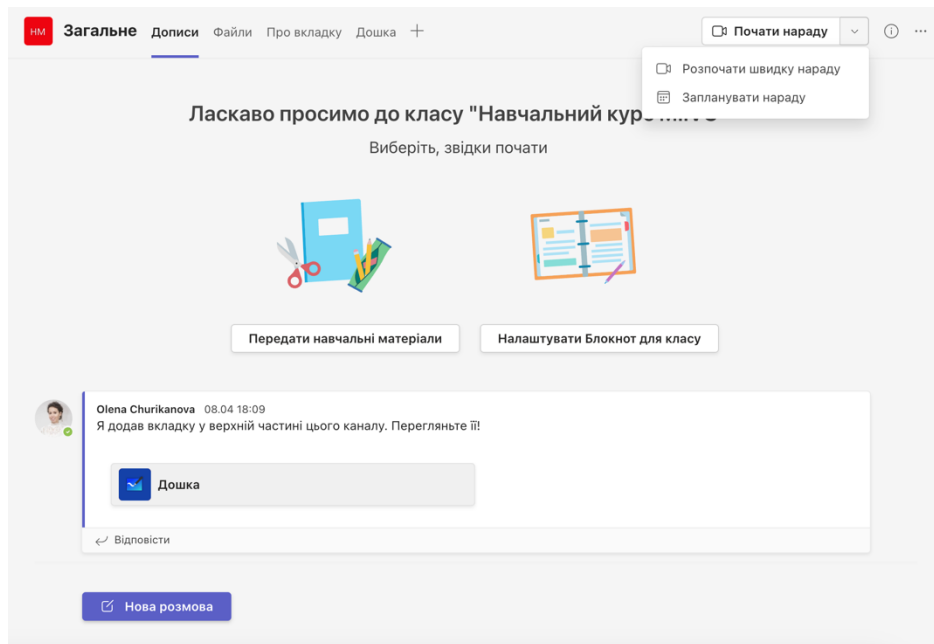 НМ Загальне Дописи Файли Про вкладку Дошка
Почати нараду
Розпочати швидку нараду
Запланувати нараду
Ласкаво просимо до класу "Навчальний курс
Виберіть, звідки почати
Передати навчальні матеріали Налаштувати Блокнот для класу
Olena Churikanova 08.04 18:09
Я додав вкладку у верхній частині цього каналу. Перегляньте її!
Дошка
Відповісти
Нова розмова